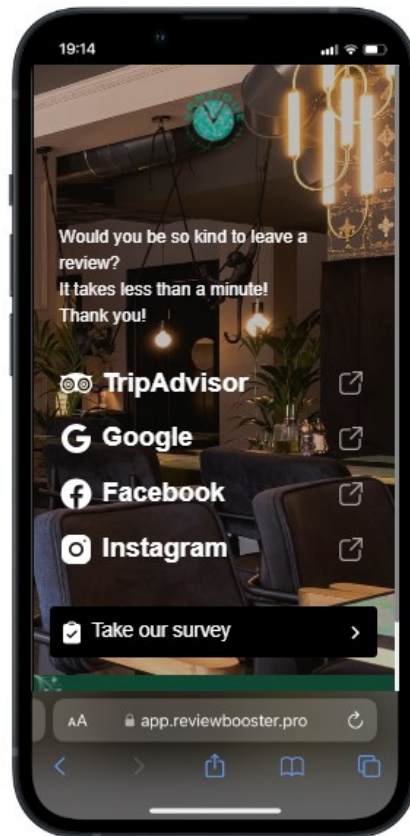 19:14
Would you be so kind to leave a
review?
It takes less than a minute!
Thank you!
TripAdvisor
Google
Facebook
Instagram
Take our survey
AA app.reviewbooster.pro